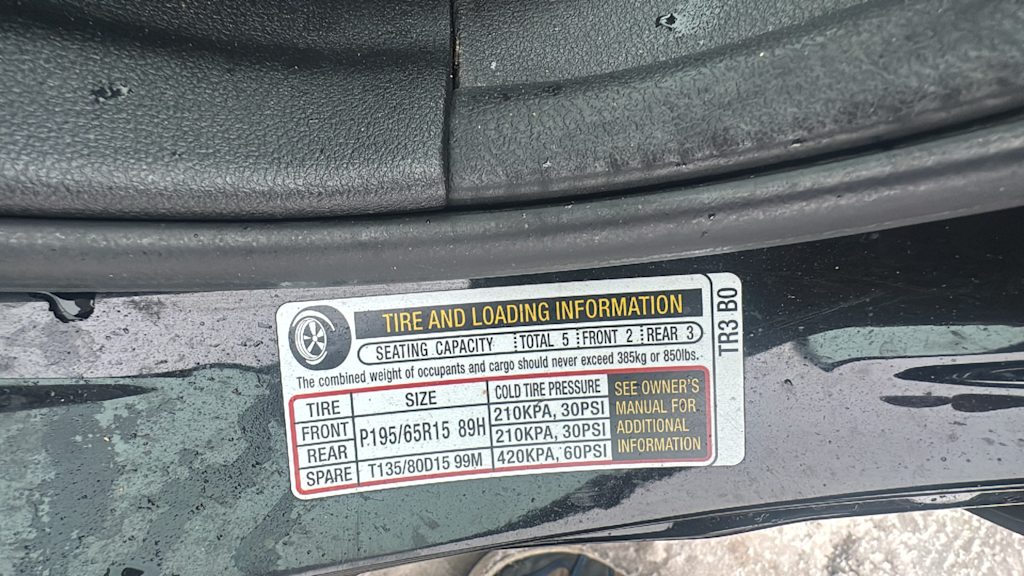 TIRE AND LOADING INFORMATION
SEATING CAPACITY TOTAL 5 FRONT 2 REAR 3
The combined weight of occupants and cargo should never exceed 385kg or 850lbs.
TIRE SIZE COLD TIRE PRESSURE
FRONT P195/65R15 89H 210KPA, 30PSI
REAR 210KPA, 30PSI
SPARE T135/80D15 99M 420KPA, 60PSI
SEE OWNER'S
MANUAL FOR
ADDITIONAL
INFORMATION
TR3 B0